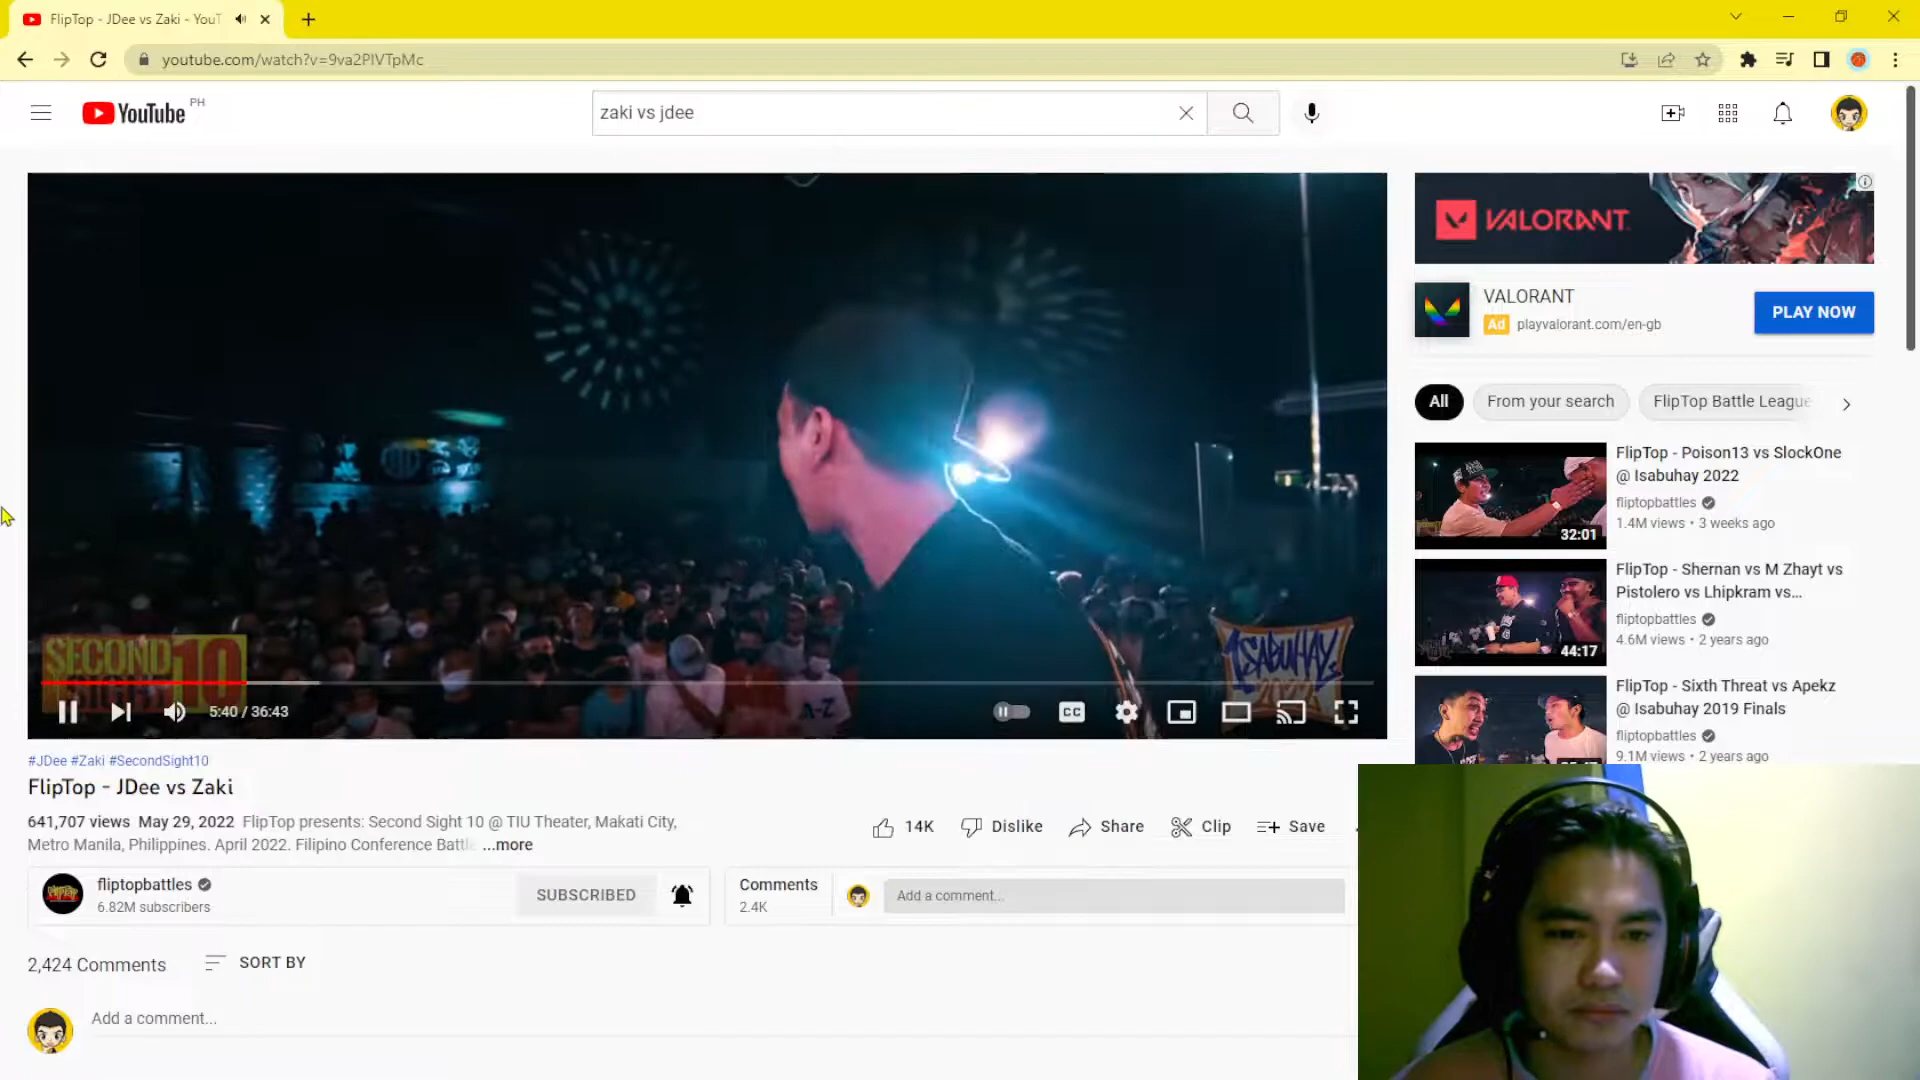 FlipTop - JDee vs Zaki - YouT
youtube.com/watch?v=9va2PIVTpMc
YouTube PH
zaki vs jdee
SECOND
SIGHT 10
ISABUHAY
A-Z
5:40 / 36:43
CC
#JDee #Zaki #SecondSight10
FlipTop - JDee vs Zaki
641,707 views May 29, 2022 FlipTop presents: Second Sight 10 @ TIU Theater, Makati City,
Metro Manila, Philippines. April 2022. Filipino Conference Battle ...more
14K Dislike Share Clip Save
fliptopbattles
6.82M subscribers
SUBSCRIBED
Comments
2.4K
Add a comment...
2,424 Comments
SORT BY
Add a comment...
VALORANT
VALORANT
Ad playvalorant.com/en-gb
PLAY NOW
All
From your search
FlipTop Battle League
FlipTop - Poison13 vs SlockOne
@ Isabuhay 2022
fliptopbattles
1.4M views • 3 weeks ago
32:01
FlipTop - Shernan vs M Zhayt vs
Pistolero vs Lhipkram vs...
fliptopbattles
4.6M views • 2 years ago
44:17
FlipTop - Sixth Threat vs Apekz
@ Isabuhay 2019 Finals
fliptopbattles
9.1M views • 2 years ago